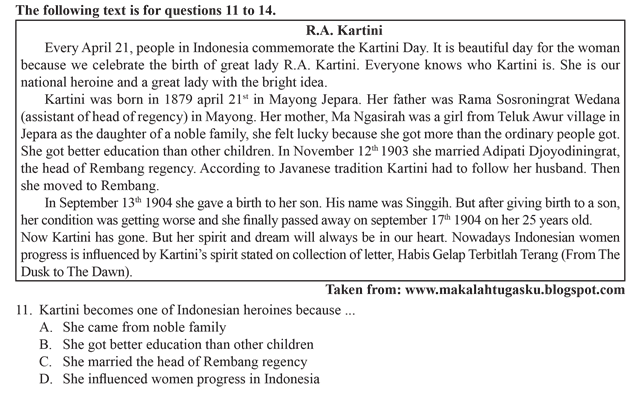 The following text is for questions 11 to 14.
R.A. Kartini
Every April 21, people in Indonesia commemorate the Kartini Day. It is beautiful day for the woman
because we celebrate the birth of great lady R.A. Kartini. Everyone knows who Kartini is. She is our
national heroine and a great lady with the bright idea.
Kartini was born in 1879 april 21st in Mayong Jepara. Her father was Rama Sosroningrat Wedana
(assistant of head of regency) in Mayong. Her mother, Ma Ngasirah was a girl from Teluk Awur village in
Jepara as the daughter of a noble family, she felt lucky because she got more than the ordinary people got.
She got better education than other children. In November 12th 1903 she married Adipati Djoyodiningrat,
the head of Rembang regency. According to Javanese tradition Kartini had to follow her husband. Then
she moved to Rembang.
In September 13th 1904 she gave a birth to her son. His name was Singgih. But after giving birth to a son,
her condition was getting worse and she finally passed away on september 17th 1904 on her 25 years old.
Now Kartini has gone. But her spirit and dream will always be in our heart. Nowadays Indonesian women
progress is influenced by Kartini's spirit stated on collection of letter, Habis Gelap Terbitlah Terang (From The
Dusk to The Dawn).
Taken from: www.makalahtugasku.blogspot.com
11. Kartini becomes one of Indonesian heroines because ...
A. She came from noble family
B. She got better education than other children
C. She married the head of Rembang regency
D. She influenced women progress in Indonesia